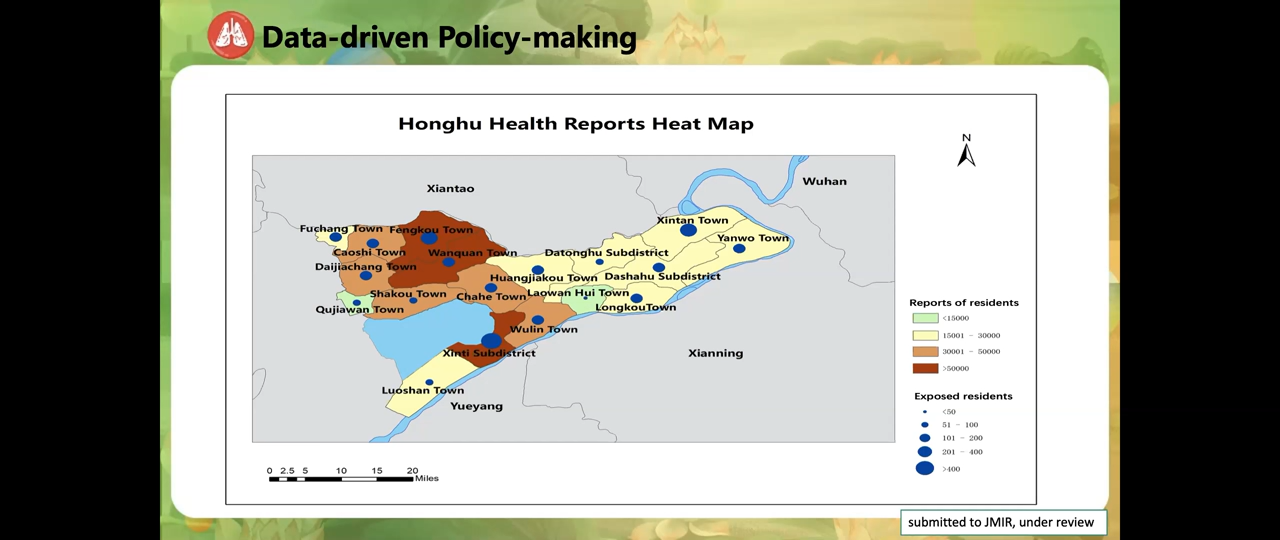 Data-driven Policy-making
Honghu Health Reports Heat Map
N
Wuhan
Xiantao
Xintan Town
Fuchang Town
Fengkou Town
Yanwo Town
Caoshi Town
Wanquan Town
Datonghu Subdistrict
Daijiachang Town
Huangjiakou Town
Dashahu Subdistrict
Shakou Town
Chahe Town
Laowan Hui Town
Qujiawan Town
LongkouTown
Wulin Town
Xinti Subdistrict
Xianning
Luoshan Town
Yueyang
Reports of residents
<15000
15001 - 30000
30001 - 50000
>50000
Exposed residents
<50
51 - 100
101 - 200
201 - 400
>400
0 2.5 5 10 15 20
Miles
submitted to JMIR, under review